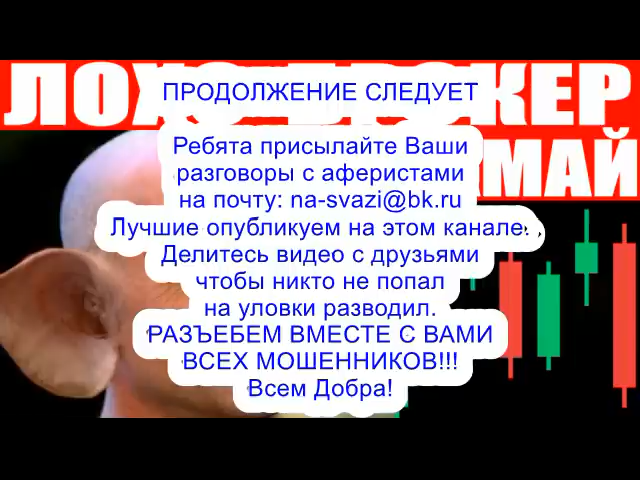 ПРОДОЛЖЕНИЕ СЛЕДУЕТ
Ребята присылайте Ваши
разговоры с аферистами
на почту: na-svazi@bk.ru
Лучшие опубликуем на этом канале.
Делитесь видео с друзьями
чтобы никто не попал
на уловки разводил.
РАЗЪЕБЕМ ВМЕСТЕ С ВАМИ
ВСЕХ МОШЕННИКОВ!!!
Всем Добра!